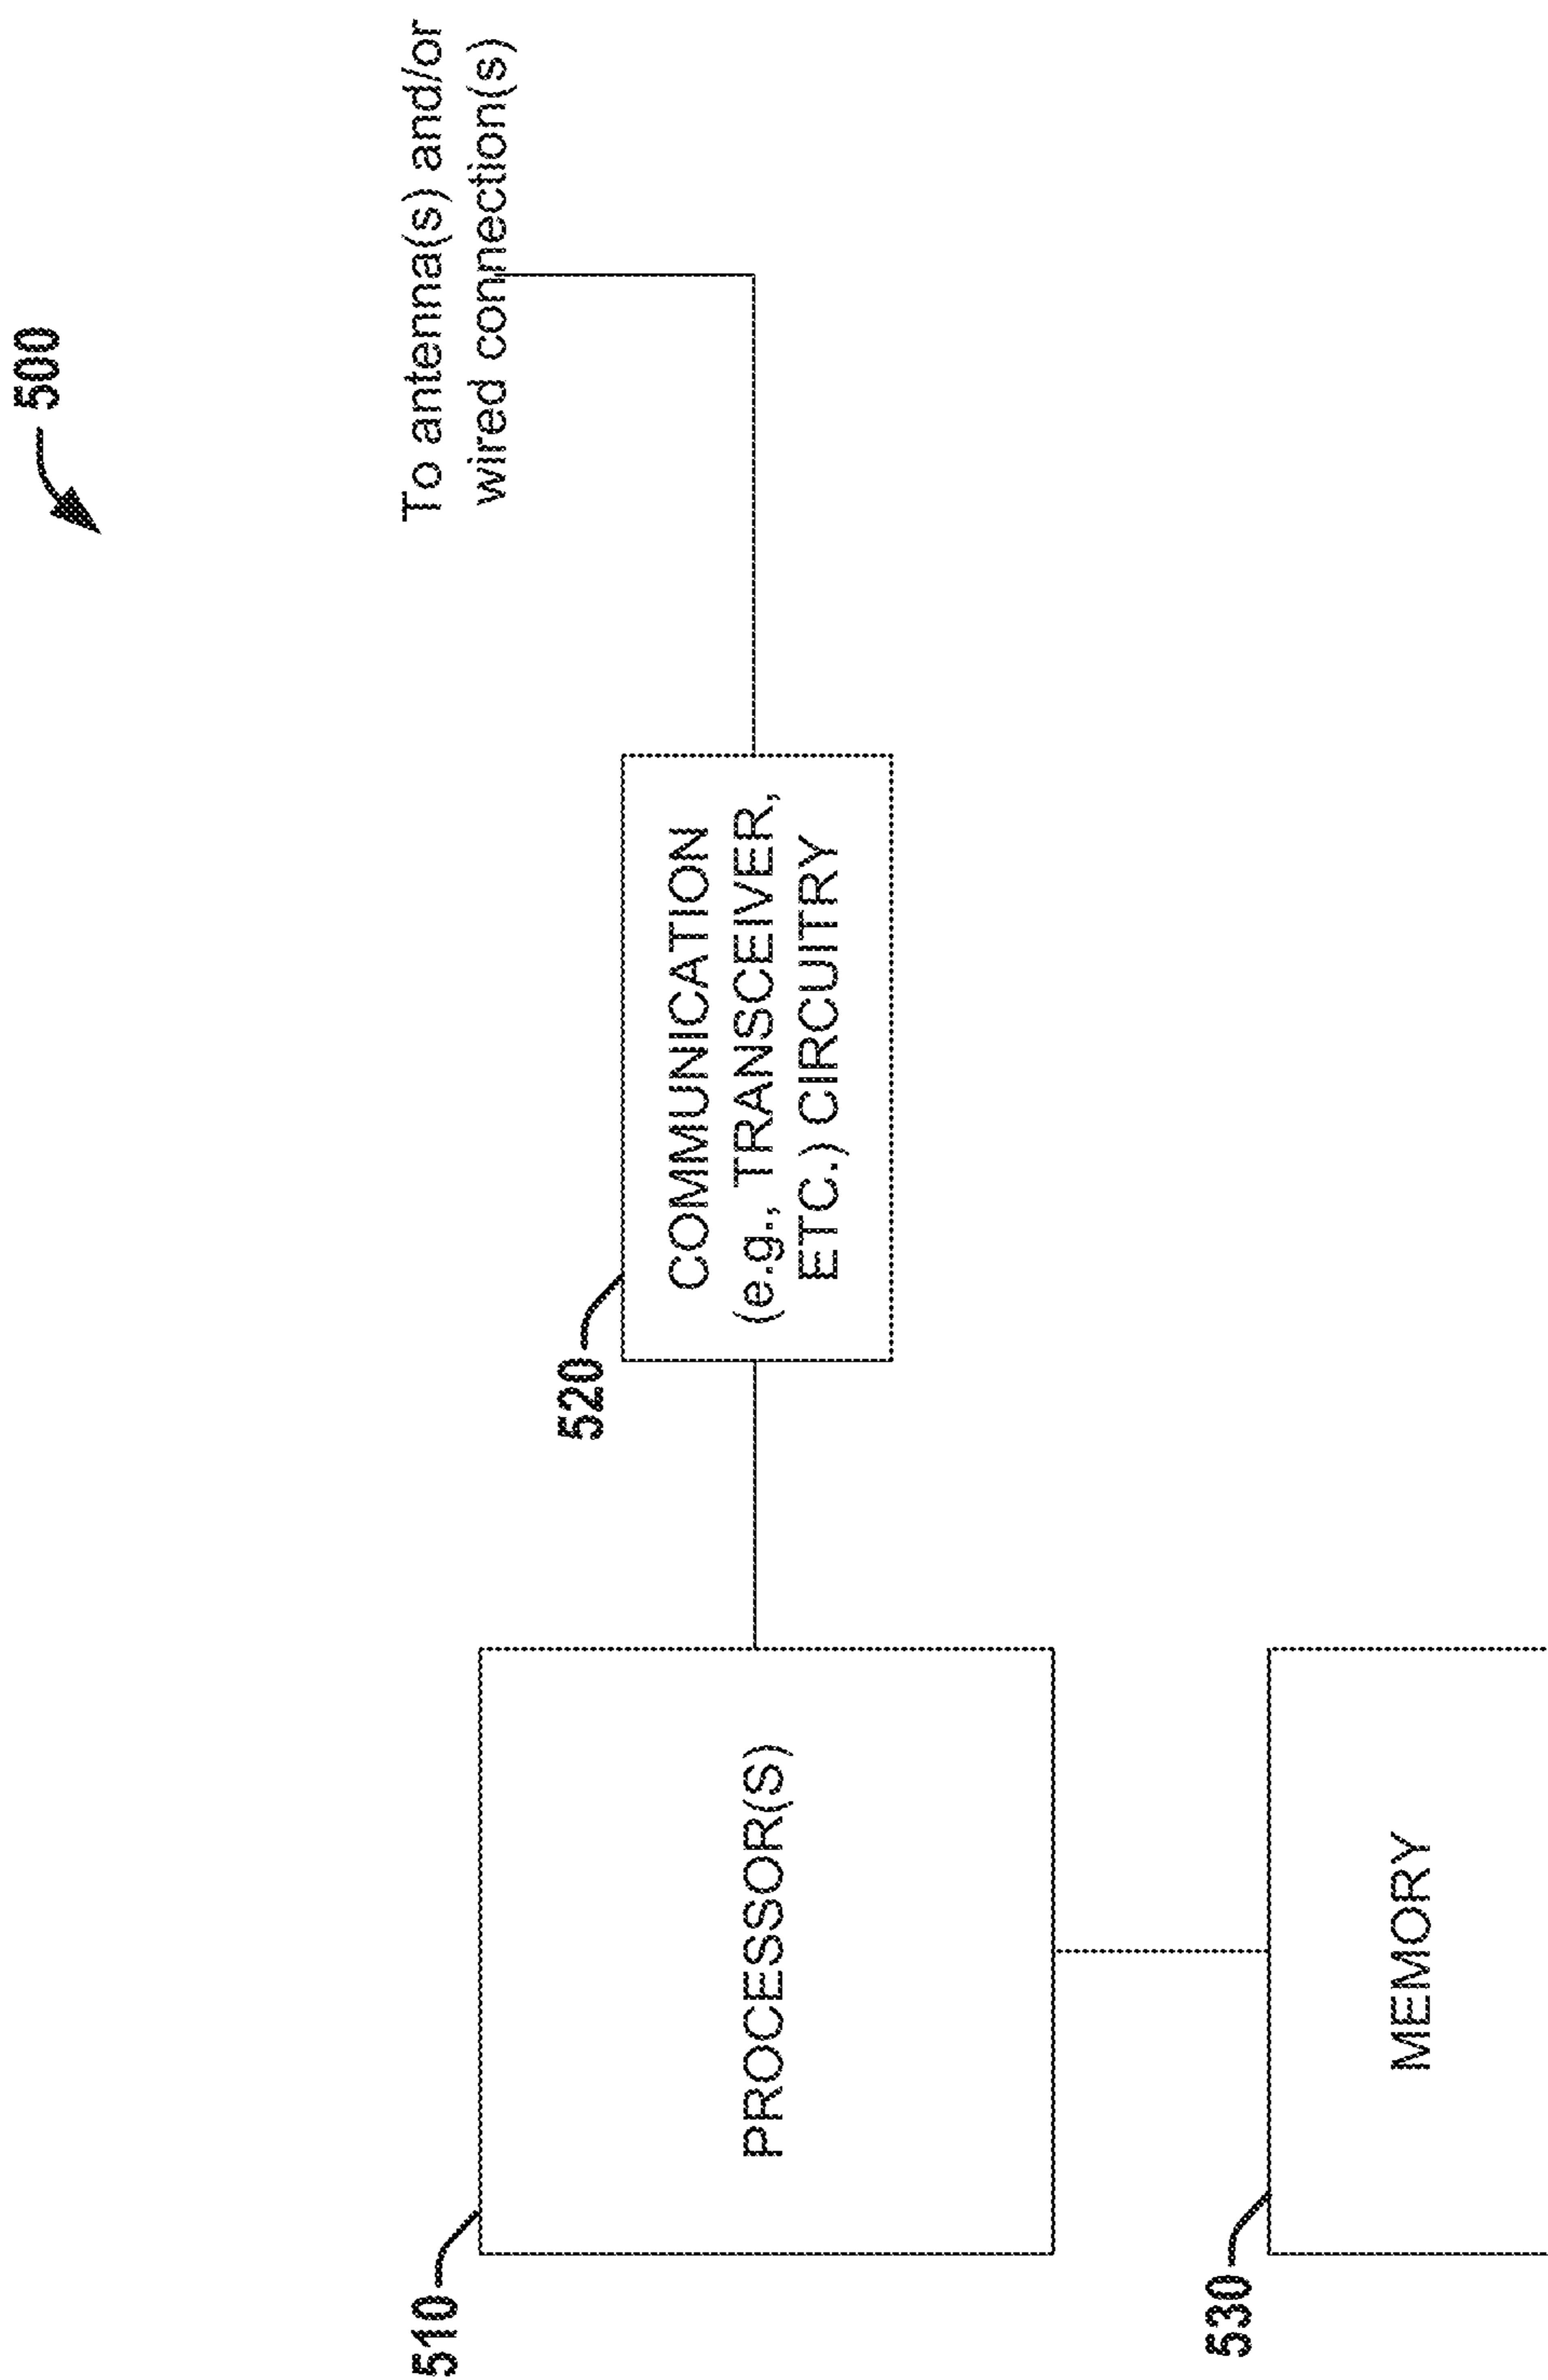 500
To antenna(s) and/or
wired connection(s)
520
COMMUNICATION
(e.g., TRANSCEIVER,
ETC.) CIRCUITRY
510
PROCESSOR(S)
530
MEMORY